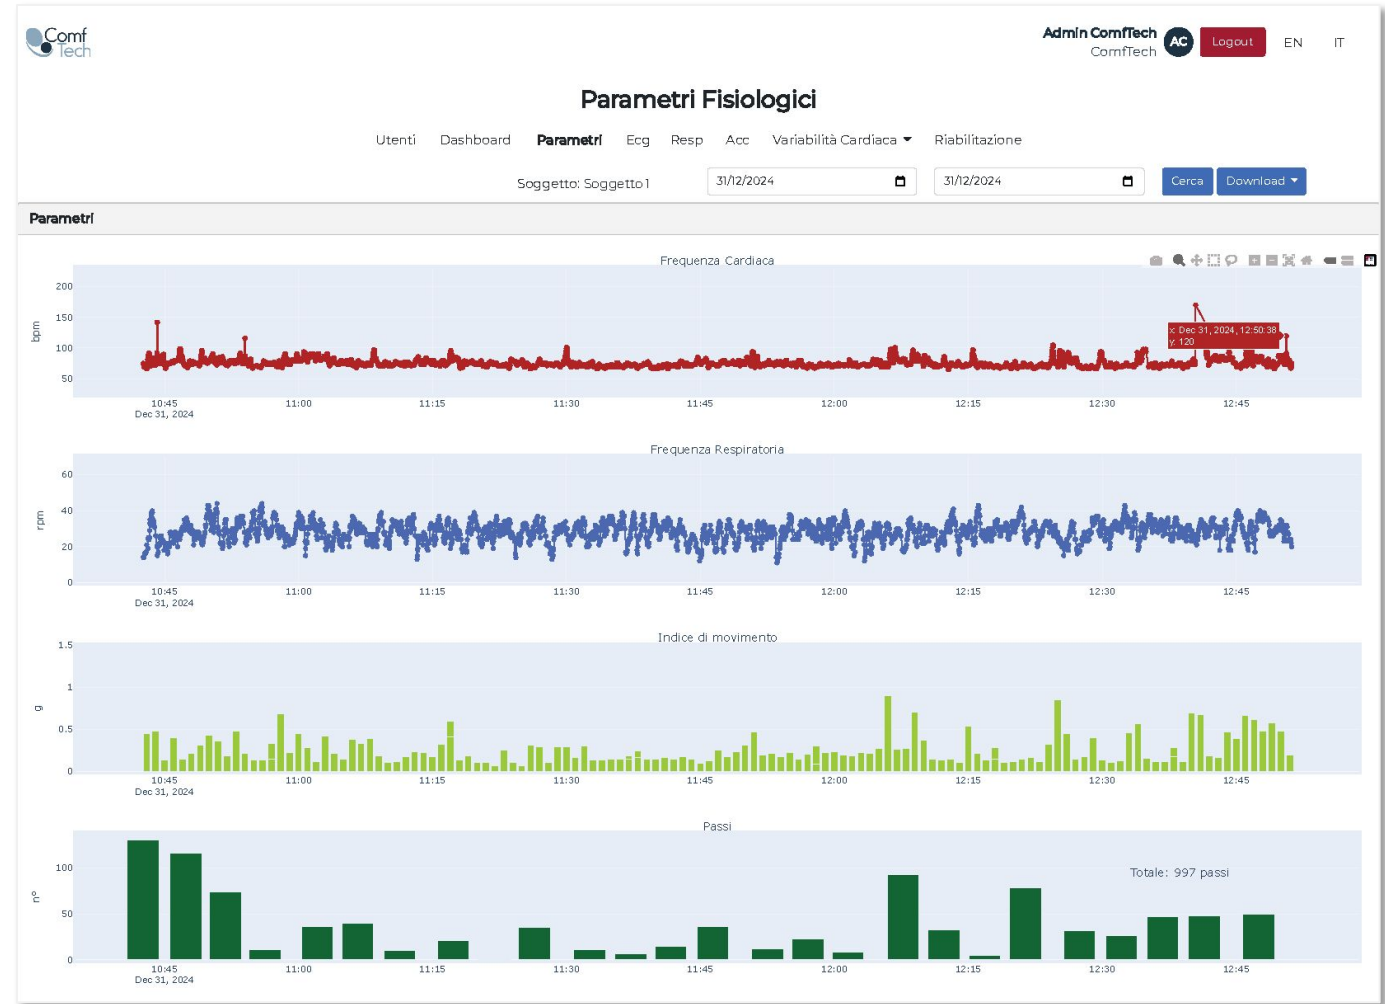 Comf
Tech
Admin ComfTech
ComfTech
AC
Logout
EN
IT
Parametri Fisiologici
Utenti Dashboard Parametri Ecg Resp Acc Variabilità Cardiaca Riabilitazione
Soggetto: Soggetto 1
31/12/2024
31/12/2024
Cerca
Download
Parametri
Frequenza Cardiaca
200
150
100
50
bpm
x: Dec 31, 2024, 12:50:38
y: 120
10:45 11:00 11:15 11:30 11:45 12:00 12:15 12:30 12:45
Dec 31, 2024
Frequenza Respiratoria
60
40
20
0
rpm
10:45 11:00 11:15 11:30 11:45 12:00 12:15 12:30 12:45
Dec 31, 2024
Indice di movimento
1.5
1
0.5
0
g
10:45 11:00 11:15 11:30 11:45 12:00 12:15 12:30 12:45
Dec 31, 2024
Passi
100
50
0
n°
Totale: 997 passi
10:45 11:00 11:15 11:30 11:45 12:00 12:15 12:30 12:45
Dec 31, 2024